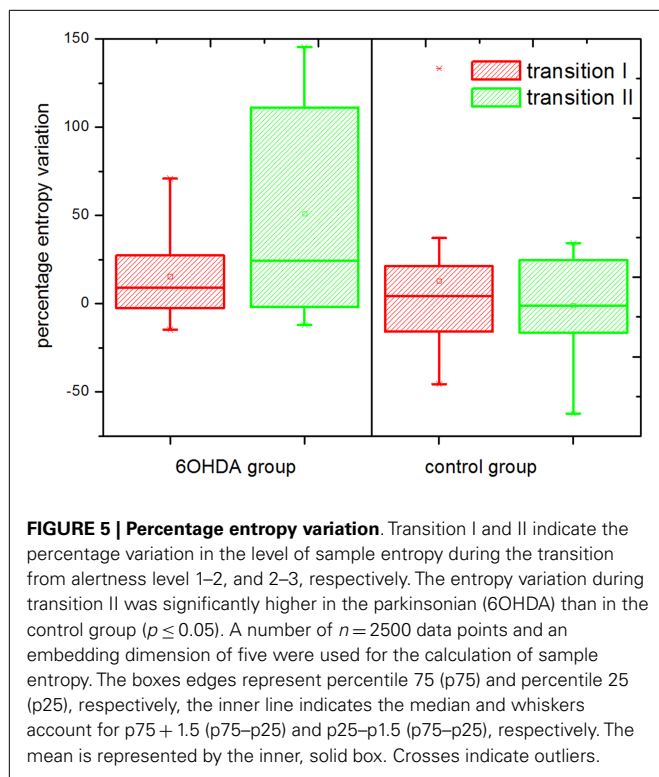 150
100
50
0
-50
percentage entropy variation
transition I
transition II
6OHDA group
control group
FIGURE 5 | Percentage entropy variation. Transition I and II indicate the
percentage variation in the level of sample entropy during the transition
from alertness level 1–2, and 2–3, respectively. The entropy variation during
transition II was significantly higher in the parkinsonian (6OHDA) than in the
control group (p ≤ 0.05). A number of n = 2500 data points and an
embedding dimension of five were used for the calculation of sample
entropy. The boxes edges represent percentile 75 (p75) and percentile 25
(p25), respectively, the inner line indicates the median and whiskers
account for p75 + 1.5 (p75–p25) and p25–p1.5 (p75–p25), respectively. The
mean is represented by the inner, solid box. Crosses indicate outliers.